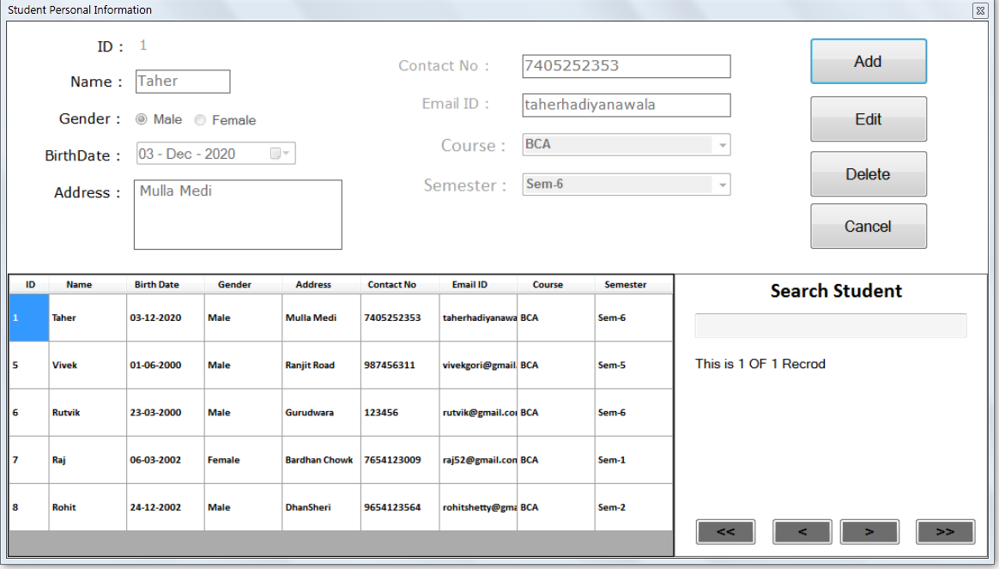 Student Personal Information
ID : 1
Name : Taher
Gender : Male Female
BirthDate : 03 - Dec - 2020
Address : Mulla Medi
Contact No : 7405252353
Email ID : taherhadiyanawala
Course : BCA
Semester : Sem-6
Add
Edit
Delete
Cancel
ID Name Birth Date Gender Address Contact No Email ID Course Semester
1 Taher 03-12-2020 Male Mulla Medi 7405252353 taherhadiyanawa BCA Sem-6
5 Vivek 01-06-2000 Male Ranjit Road 987456311 vivekgori@gmail. BCA Sem-5
6 Rutvik 23-03-2000 Male Gurudwara 123456 rutvik@gmail.co BCA Sem-6
7 Raj 06-03-2002 Female Bardhan Chowk 7654123009 raj52@gmail.con BCA Sem-1
8 Rohit 24-12-2002 Male DhanSheri 9654123564 rohitshetty@gma BCA Sem-2
Search Student
This is 1 OF 1 Recrod
<< < > >>